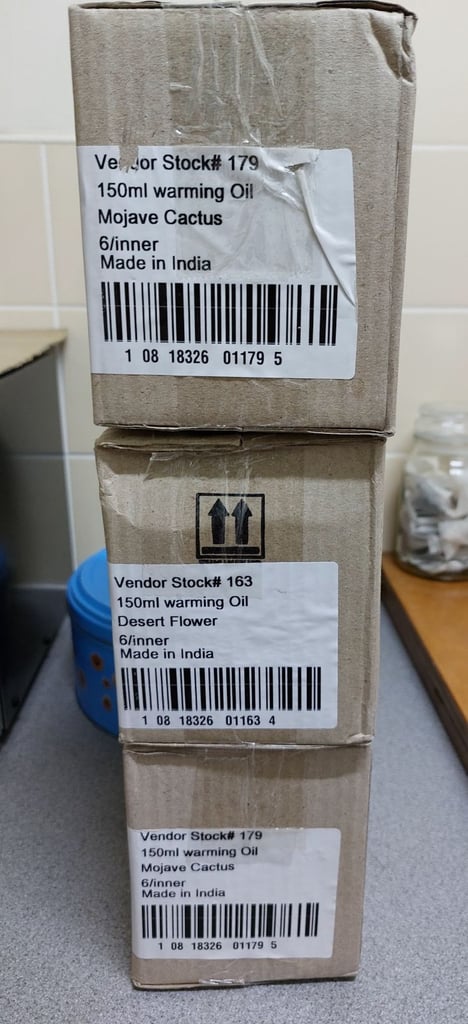 Vendor Stock# 179
150ml warming Oil
Mojave Cactus
6/inner
Made in India
1 08 18326 01179 5
Vendor Stock# 163
150ml warming Oil
Desert Flower
6/inner
Made in India
1 08 18326 01163 4
Vendor Stock# 179
150ml warming Oil
Mojave Cactus
6/inner
Made in India
1 08 18326 01179 5